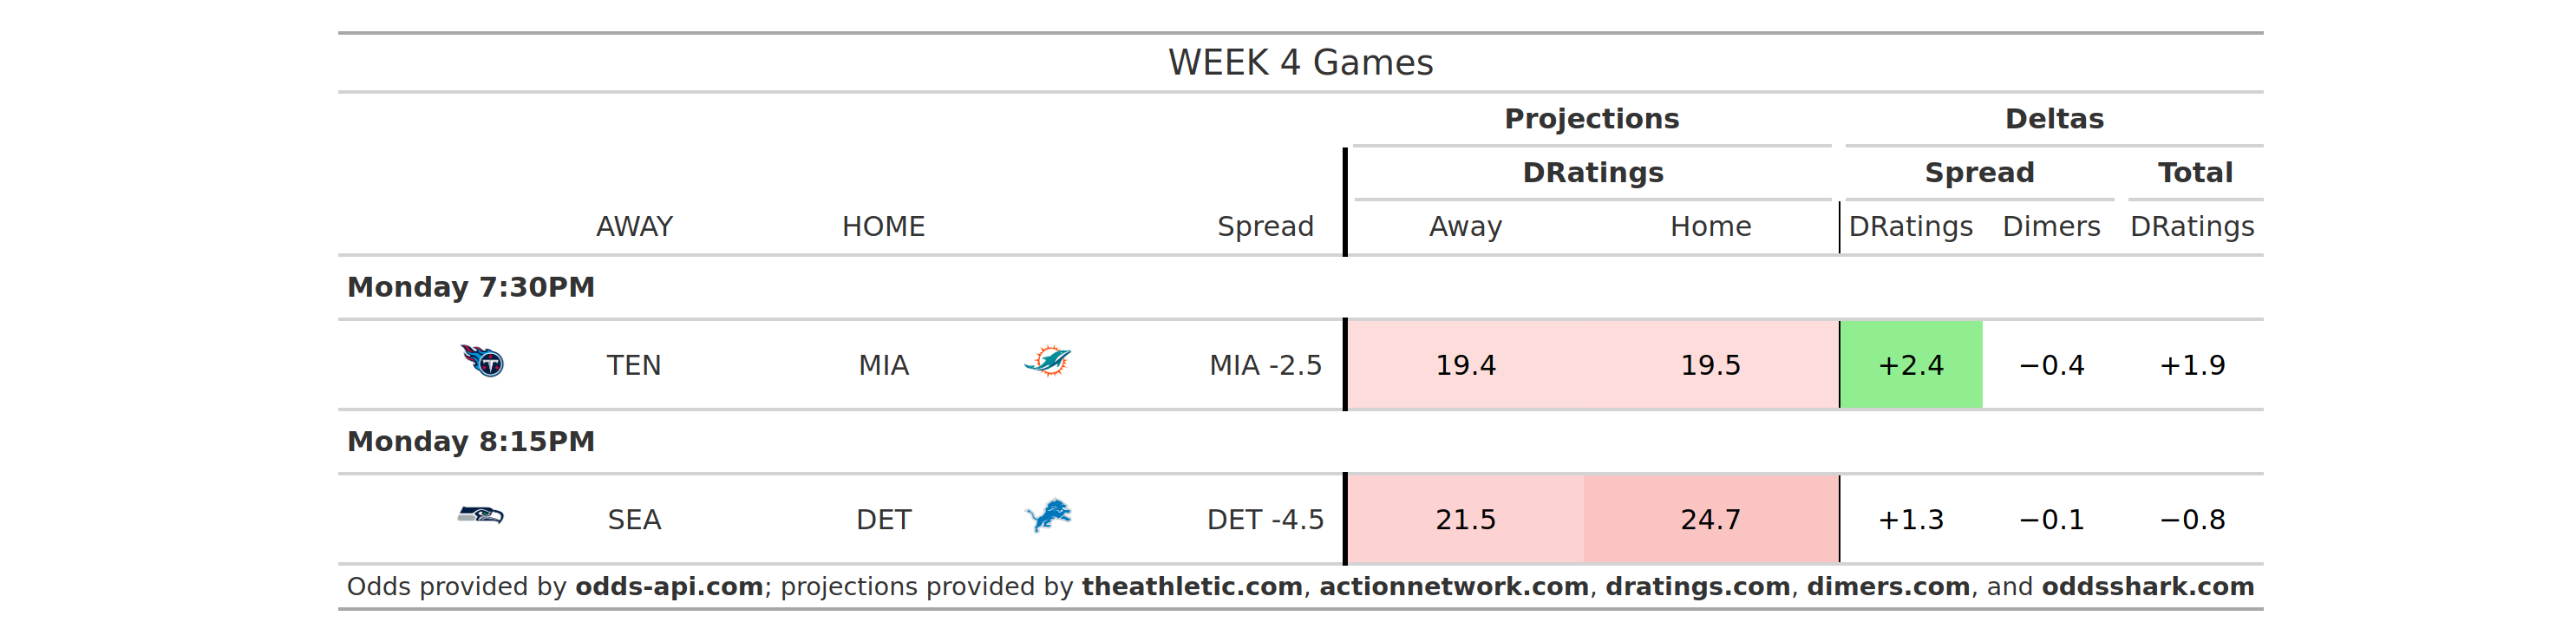 WEEK 4 Games
Projections Deltas
DRatings Spread Total
AWAY HOME Spread Away Home DRatings Dimers DRatings
Monday 7:30PM
TEN MIA MIA -2.5 19.4 19.5 +2.4 −0.4 +1.9
Monday 8:15PM
SEA DET DET -4.5 21.5 24.7 +1.3 −0.1 −0.8
Odds provided by odds-api.com; projections provided by theathletic.com, actionnetwork.com, dratings.com, dimers.com, and oddsshark.com